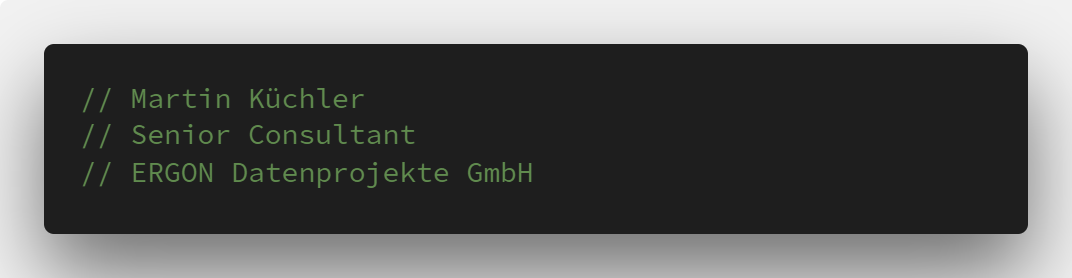 // Martin Küchler
// Senior Consultant
// ERGON Datenprojekte GmbH